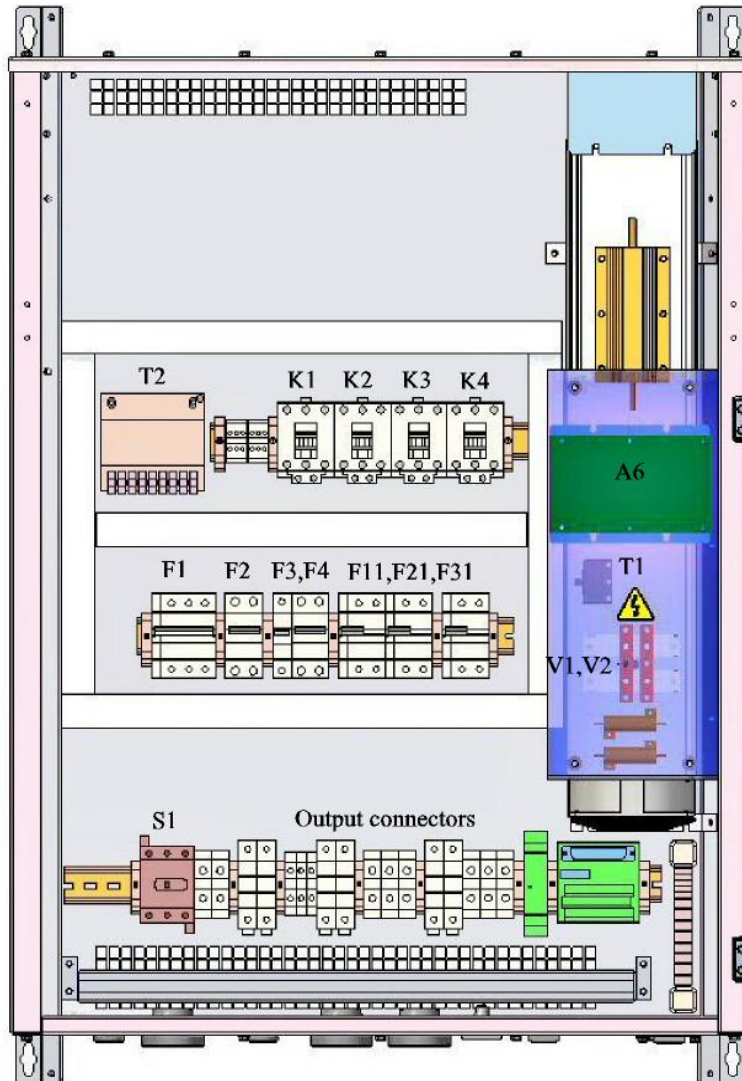 T2
K1 K2 K3 K4
A6
F1 F2 F3,F4 F11,F21,F31
T1
V1,V2
S1 Output connectors